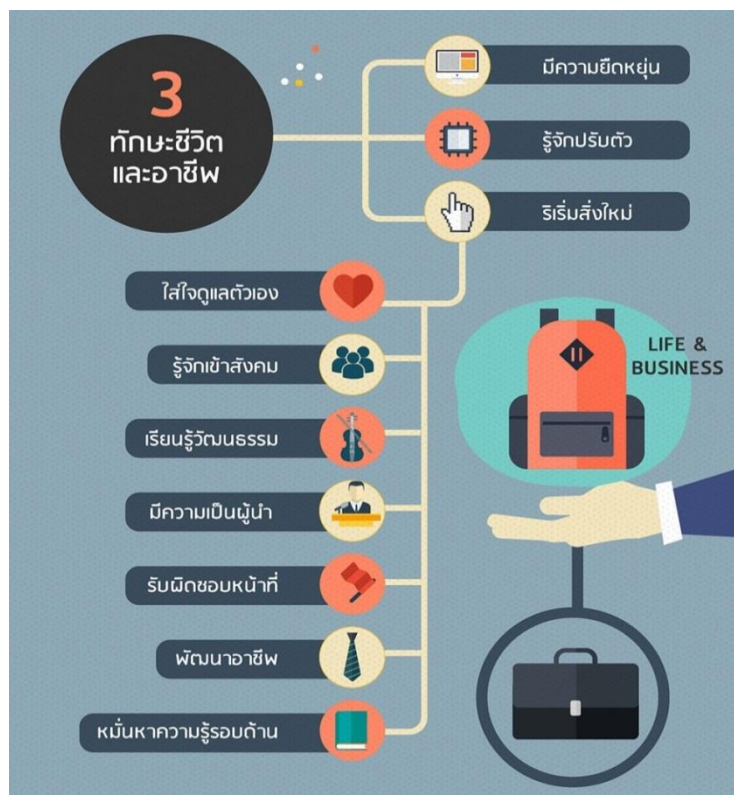 3
ทักษะชีวิต
และอาชีพ
มีความยืดหยุ่น
รู้จักปรับตัว
ริเริ่มสิ่งใหม่
ใส่ใจดูแลตัวเอง
รู้จักเข้าสังคม
เรียนรู้วัฒนธรรม
มีความเป็นผู้นำ
รับผิดชอบหน้าที่
พัฒนาอาชีพ
หมั่นหาความรู้รอบด้าน
LIFE &
BUSINESS